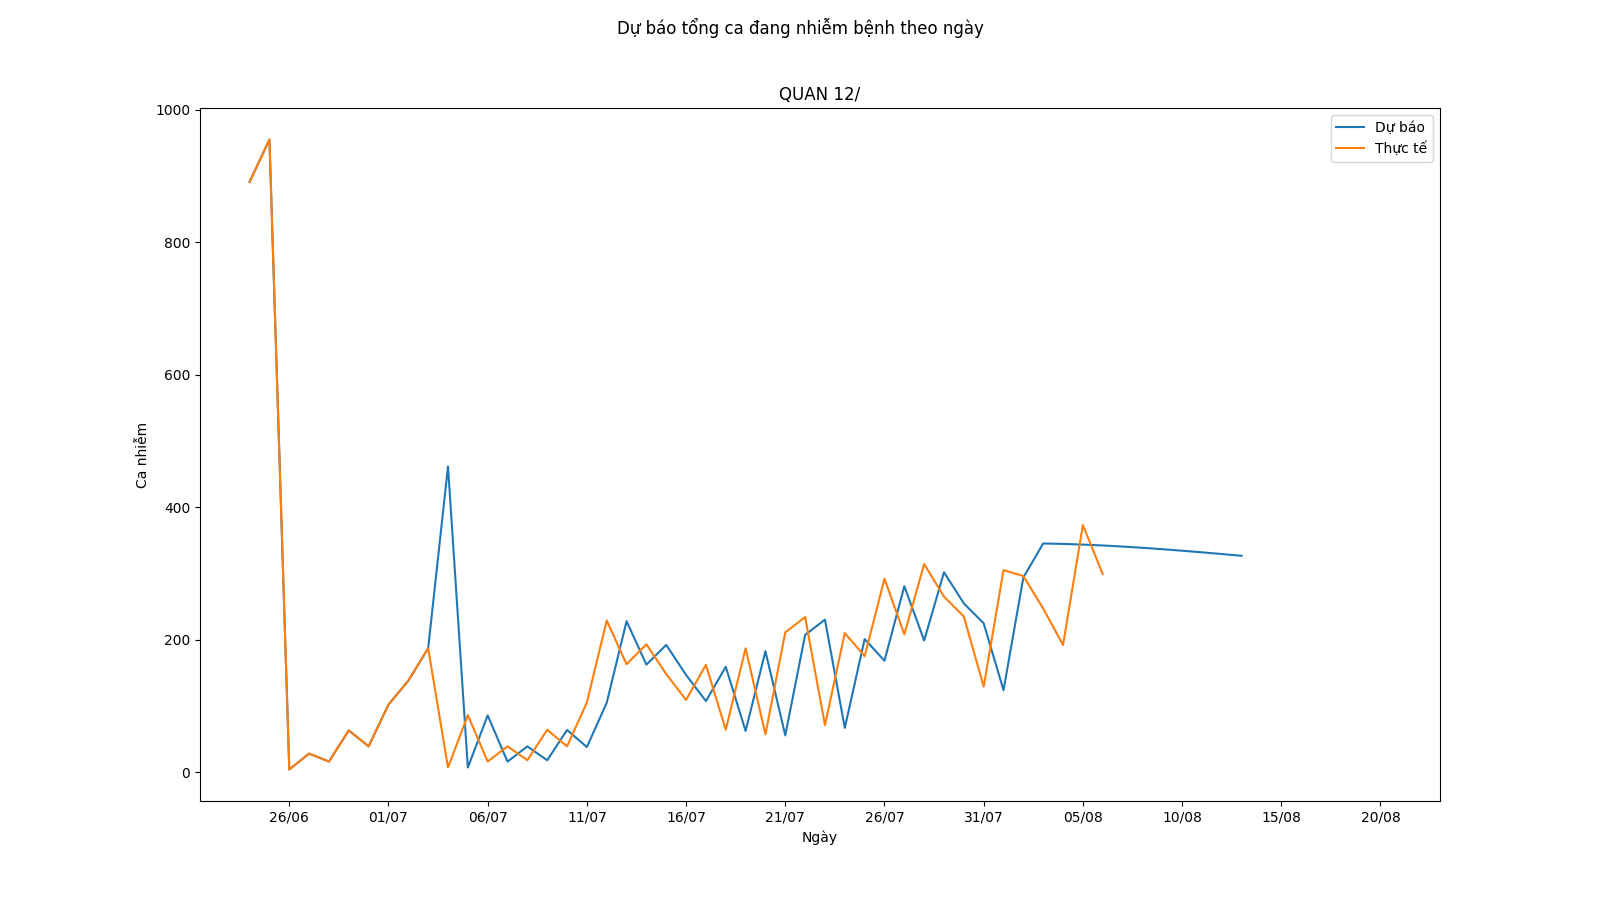 Dự báo tổng ca đang nhiễm bệnh theo ngày
QUAN 12/
1000
800
600
400
200
0
Ca nhiễm
Dự báo
Thực tế
26/06 01/07 06/07 11/07 16/07 21/07 26/07 31/07 05/08 10/08 15/08 20/08
Ngày